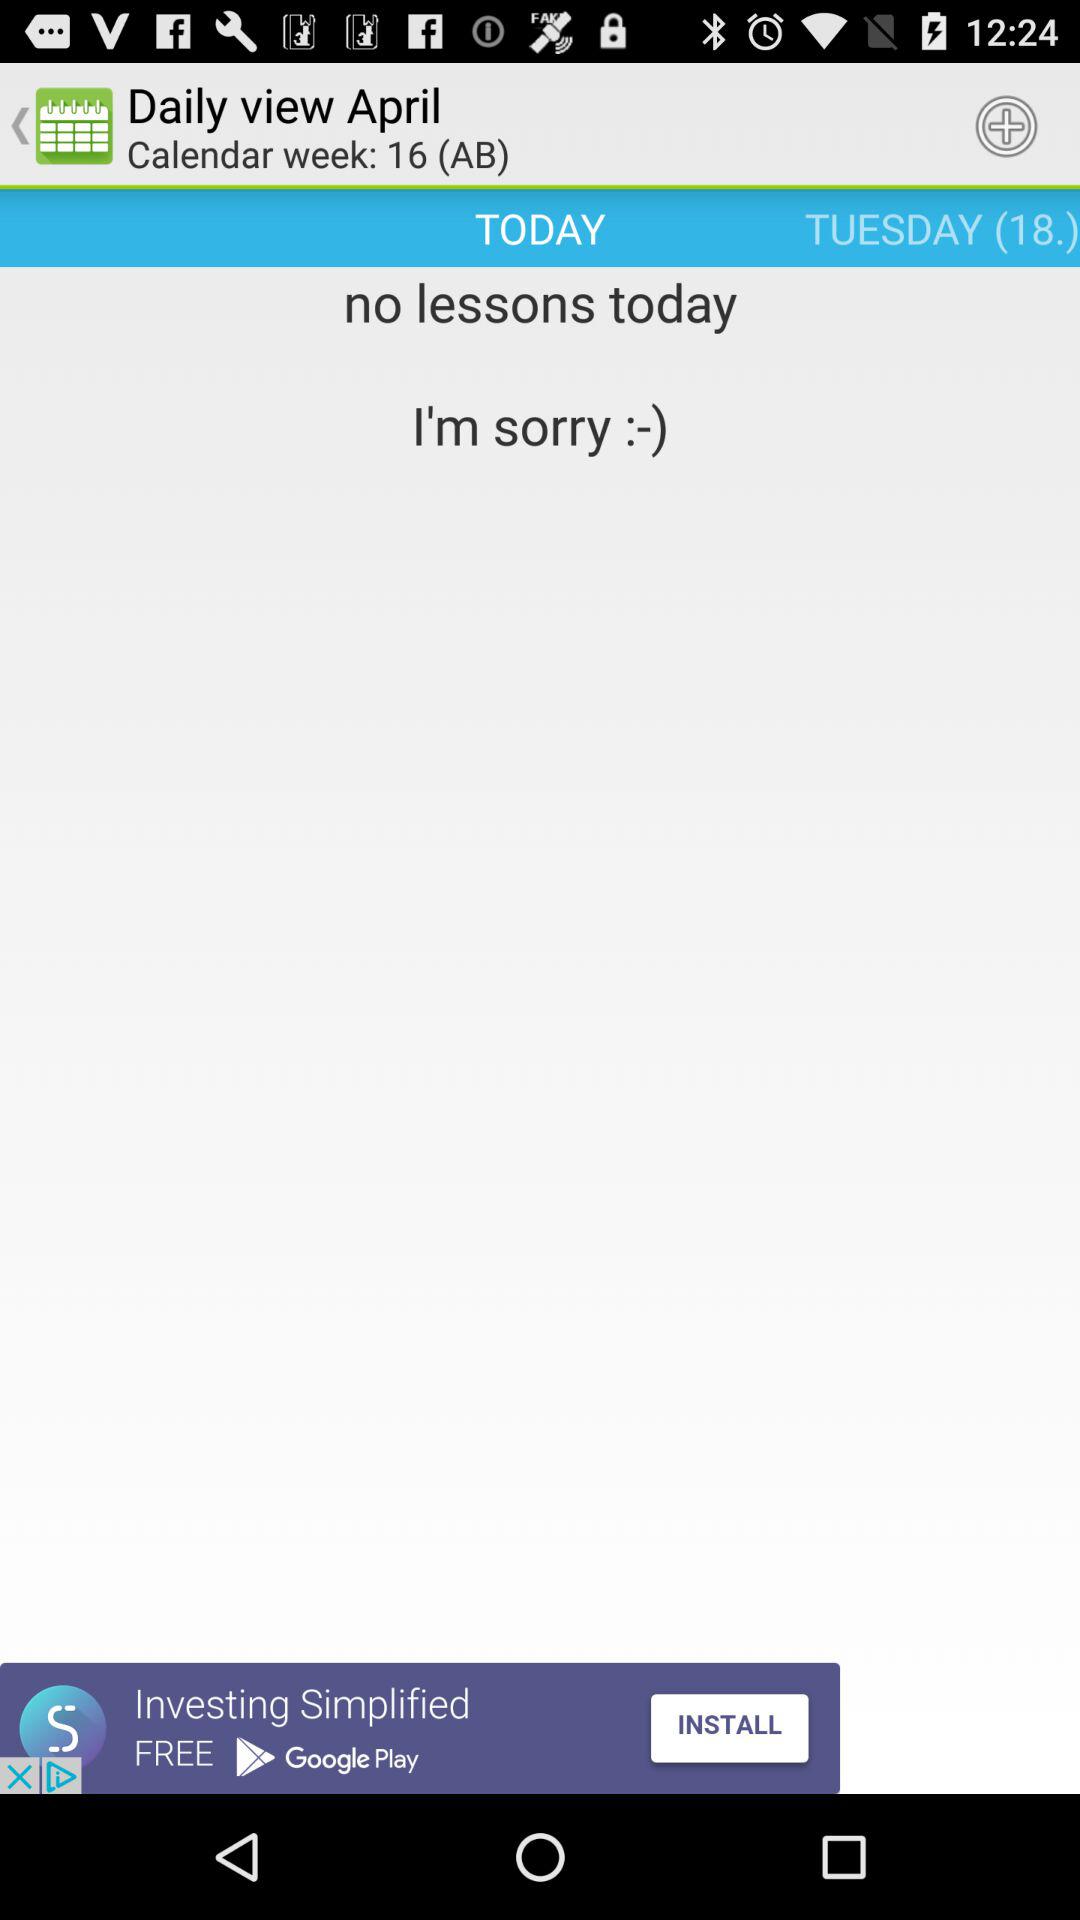 FAKE
12:24
Daily view April
Calendar week: 16 (AB)
TODAY
TUESDAY (18.)
no lessons today
I'm sorry :-)
Investing Simplified
FREE
Google Play
INSTALL